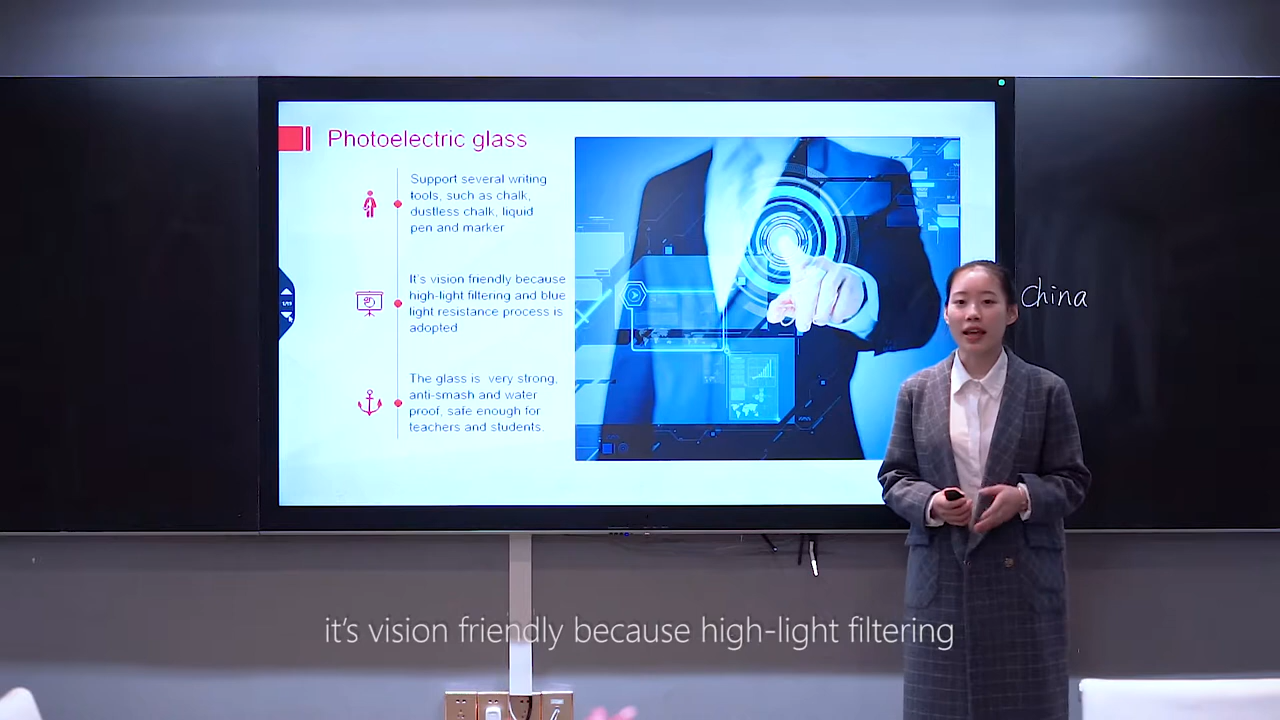 Photoelectric glass
Support several writing
tools, such as chalk,
dustless chalk, liquid
pen and marker
It's vision friendly because
high-light filtering and blue
light resistance process is
adopted
The glass is very strong,
anti-smash and water
proof, safe enough for
teachers and students.
China
it's vision friendly because high-light filtering